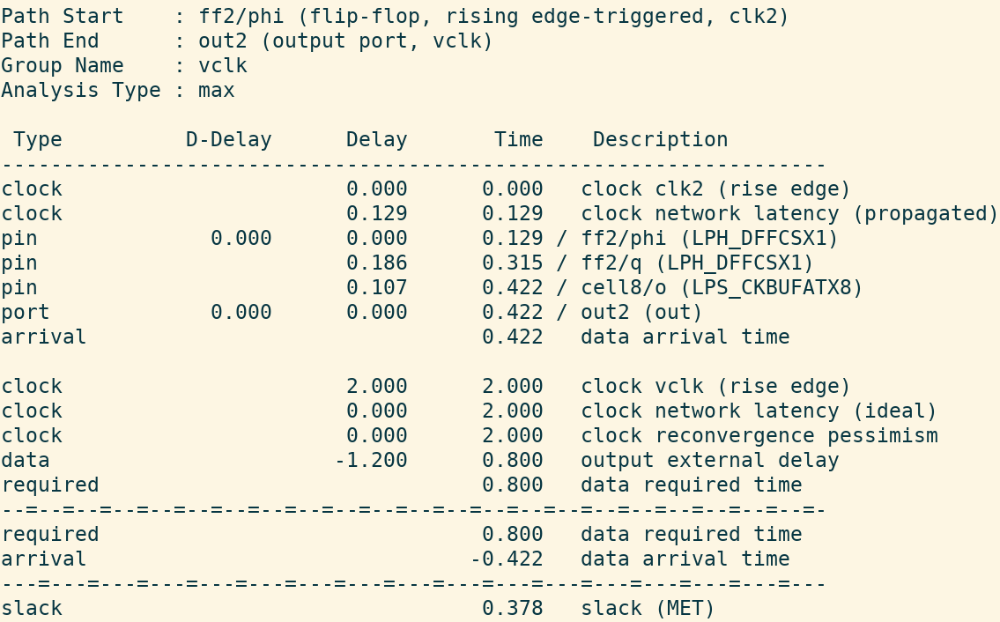 Path Start    : ff2/phi (flip-flop, rising edge-triggered, clk2)
Path End      : out2 (output port, vclk)
Group Name    : vclk
Analysis Type : max

 Type          D-Delay      Delay       Time    Description
-------------------------------------------------------------------
clock                       0.000      0.000   clock clk2 (rise edge)
clock                       0.129      0.129   clock network latency (propagated)
pin              0.000      0.000      0.129 / ff2/phi (LPH_DFFCSX1)
pin                         0.186      0.315 / ff2/q (LPH_DFFCSX1)
pin                         0.107      0.422 / cell8/o (LPS_CKBUFATX8)
port             0.000      0.000      0.422 / out2 (out)
arrival                                0.422   data arrival time

clock                       2.000      2.000   clock vclk (rise edge)
clock                       0.000      2.000   clock network latency (ideal)
clock                       0.000      2.000   clock reconvergence pessimism
data                       -1.200      0.800   output external delay
required                               0.800   data required time
--=--=--=--=--=--=--=--=--=--=--=--=--=--=--=--=--=--=--=--=--=--=-
required                               0.800   data required time
arrival                               -0.422   data arrival time
---=---=---=---=---=---=---=---=---=---=---=---=---=---=---=---=---
slack                                  0.378   slack (MET)